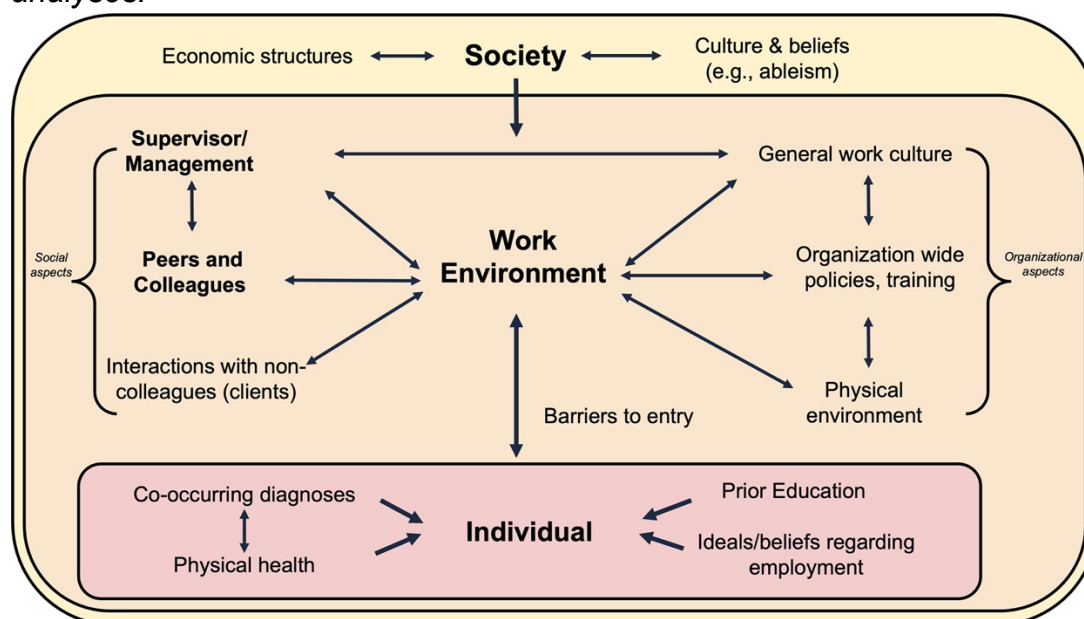 analyses.
Economic structures
Society
Culture & beliefs
(e.g., ableism)
Supervisor/
Management
General work culture
Social
aspects
Peers and
Colleagues
Work
Environment
Organization wide
policies, training
Organizational
aspects
Interactions with non-
colleagues (clients)
Physical
environment
Barriers to entry
Co-occurring diagnoses
Prior Education
Individual
Physical health
Ideals/beliefs regarding
employment